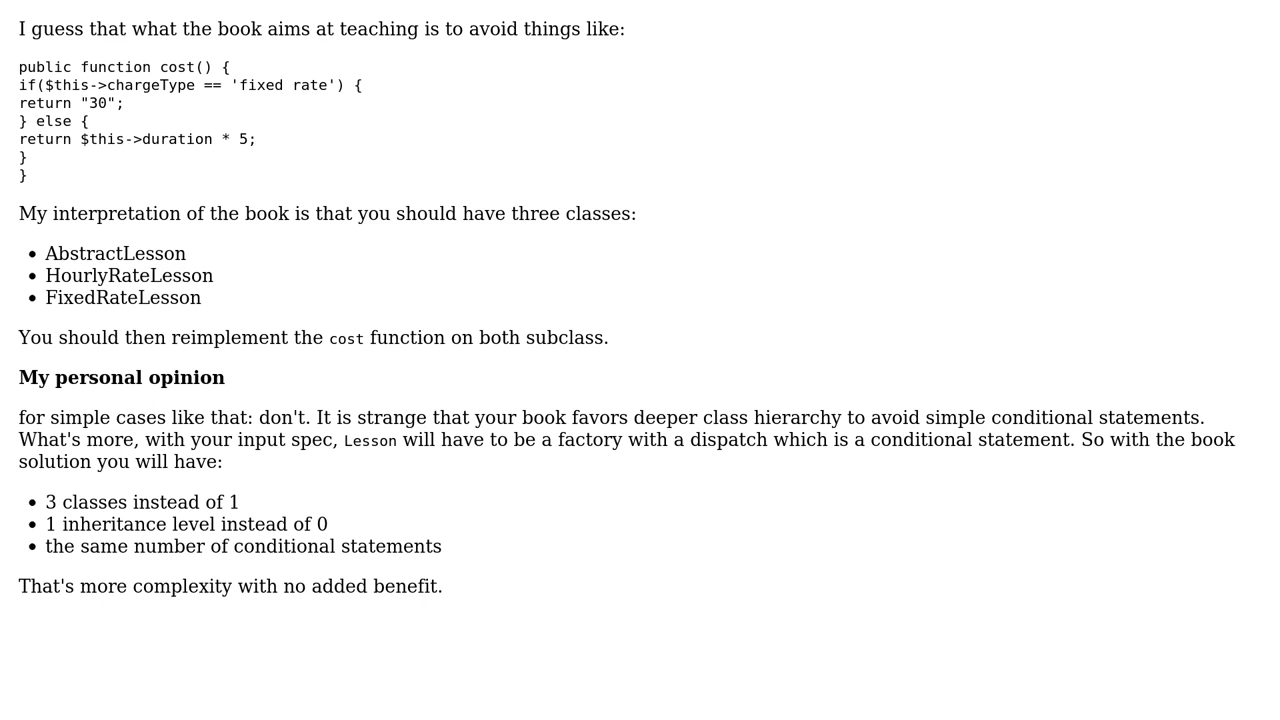 I guess that what the book aims at teaching is to avoid things like:
public function cost() {
if($this->chargeType == 'fixed rate') {
return "30";
} else {
return $this->duration * 5;
}
}
My interpretation of the book is that you should have three classes:
• AbstractLesson
• HourlyRateLesson
• FixedRateLesson
You should then reimplement the cost function on both subclass.
My personal opinion
for simple cases like that: don't. It is strange that your book favors deeper class hierarchy to avoid simple conditional statements.
What's more, with your input spec, Lesson will have to be a factory with a dispatch which is a conditional statement. So with the book
solution you will have:
• 3 classes instead of 1
• 1 inheritance level instead of 0
• the same number of conditional statements
That's more complexity with no added benefit.